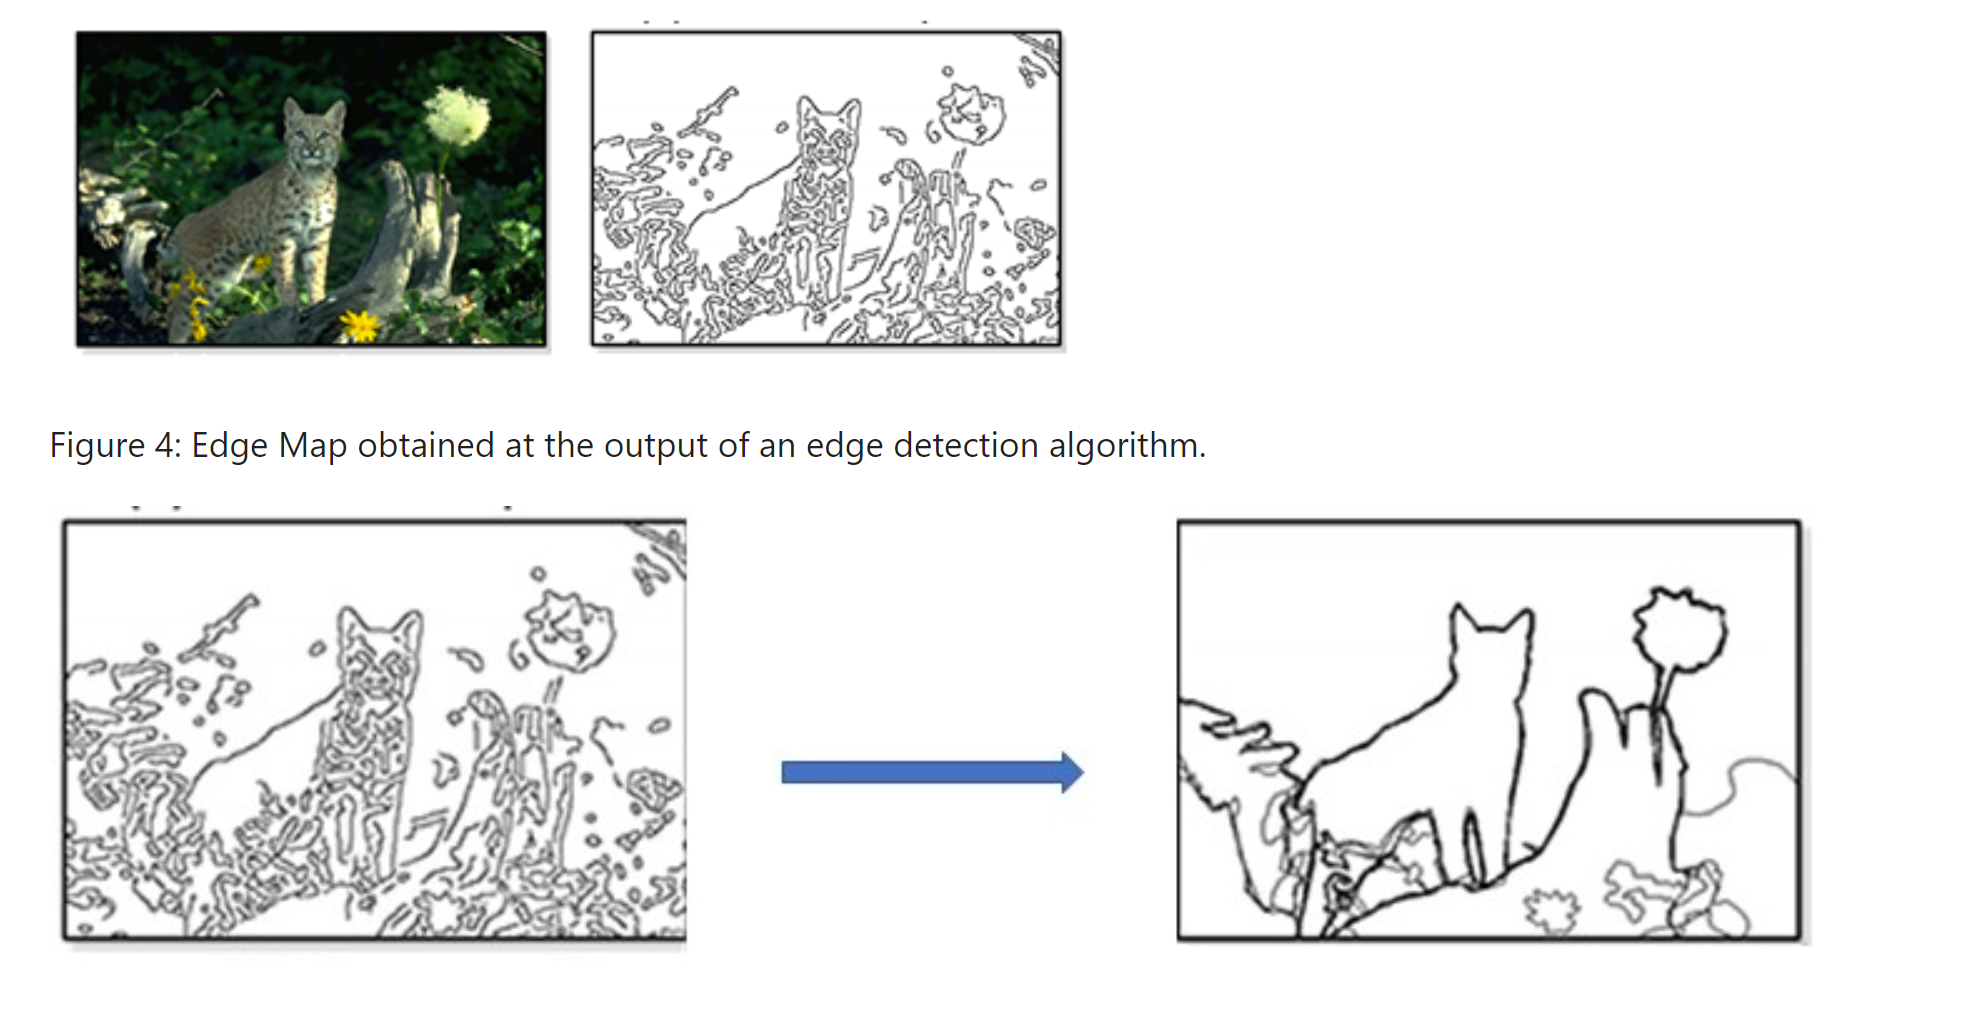 Figure 4: Edge Map obtained at the output of an edge detection algorithm.